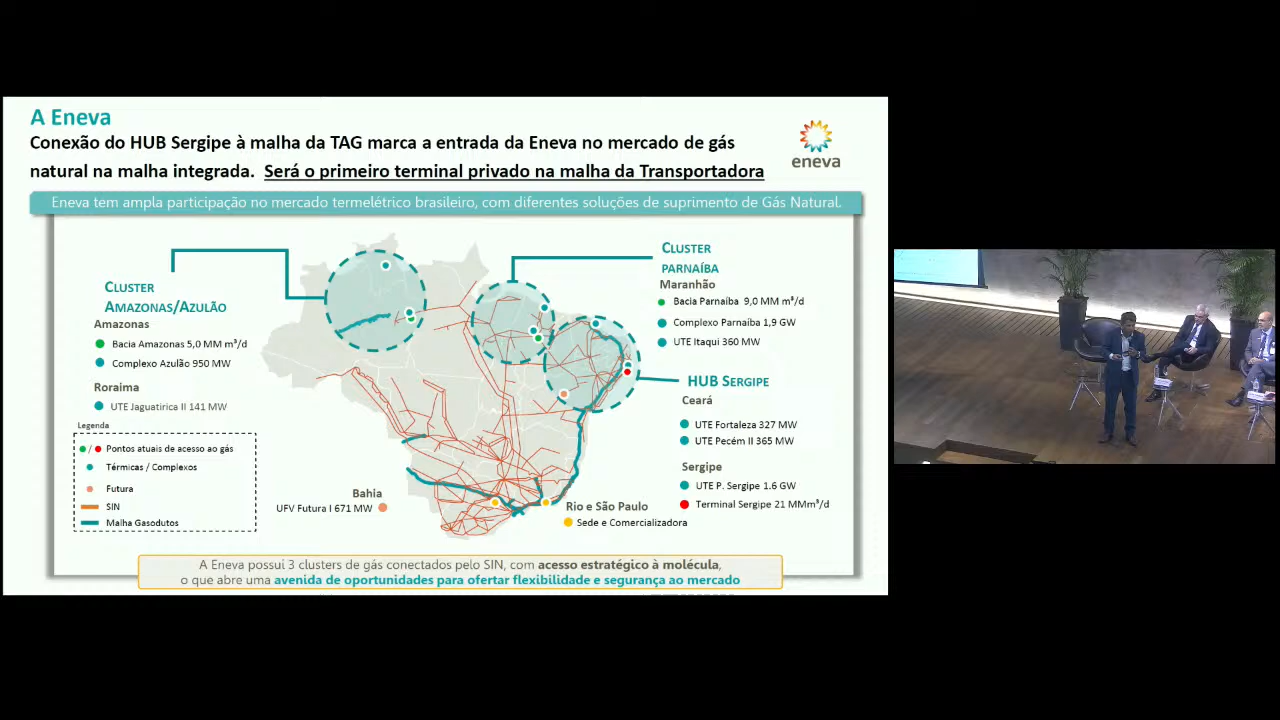 A Eneva
Conexão do HUB Sergipe à malha da TAG marca a entrada da Eneva no mercado de gás
natural na malha integrada. Será o primeiro terminal privado na malha da Transportadora
eneva
Eneva tem ampla participação no mercado termelétrico brasileiro, com diferentes soluções de suprimento de Gás Natural.
CLUSTER
AMAZONAS/AZULÃO
Amazonas
Bacia Amazonas 5,0 MM m³/d
Complexo Azulão 950 MW
Roraima
UTE Jaguatirica II 141 MW
Legenda
/ Pontos atuais de acesso ao gás
Térmicas / Complexos
Futura
SIN
Malha Gasodutos
Bahia
UFV Futura I 671 MW
CLUSTER
PARNAÍBA
Maranhão
Bacia Parnaiba 9,0 MM m³/d
Complexo Parnaíba 1,9 GW
UTE Itaqui 360 MW
HUB SERGIPE
Ceará
UTE Fortaleza 327 MW
UTE Pecém II 365 MW
Sergipe
UTE P. Sergipe 1.6 GW
Terminal Sergipe 21 MMm³/d
Rio e São Paulo
Sede e Comercializadora
A Eneva possui 3 clusters de gás conectados pelo SIN, com acesso estratégico à molécula,
o que abre uma avenida de oportunidades para ofertar flexibilidade e segurança ao mercado